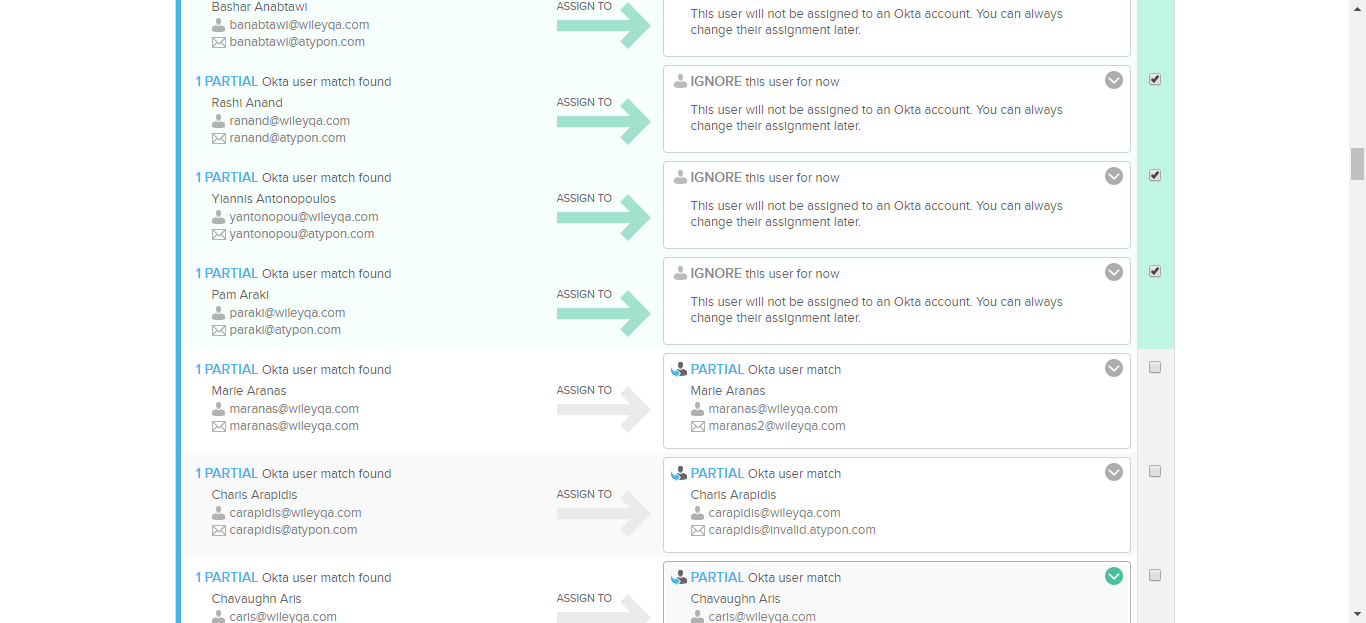 Bashar Anabtawi
banabtawi@wileyqa.com
banabtawi@atypon.com
ASSIGN TO
This user will not be assigned to an Okta account. You can always
change their assignment later.
1 PARTIAL Okta user match found
Rashi Anand
ranand@wileyqa.com
ranand@atypon.com
ASSIGN TO
IGNORE this user for now
This user will not be assigned to an Okta account. You can always
change their assignment later.
1 PARTIAL Okta user match found
Yiannis Antonopoulos
yantonopou@wileyqa.com
yantonopou@atypon.com
ASSIGN TO
IGNORE this user for now
This user will not be assigned to an Okta account. You can always
change their assignment later.
1 PARTIAL Okta user match found
Pam Araki
paraki@wileyqa.com
paraki@atypon.com
ASSIGN TO
IGNORE this user for now
This user will not be assigned to an Okta account. You can always
change their assignment later.
1 PARTIAL Okta user match found
Marie Aranas
maranas@wileyqa.com
maranas@wileyqa.com
ASSIGN TO
PARTIAL Okta user match
Marie Aranas
maranas@wileyqa.com
maranas2@wileyqa.com
1 PARTIAL Okta user match found
Charis Arapidis
carapidis@wileyqa.com
carapidis@atypon.com
ASSIGN TO
PARTIAL Okta user match
Charis Arapidis
carapidis@wileyqa.com
carapidis@invalid.atypon.com
1 PARTIAL Okta user match found
Chavaughn Aris
caris@wileyqa.com
ASSIGN TO
PARTIAL Okta user match
Chavaughn Aris
caris@wileyqa.com